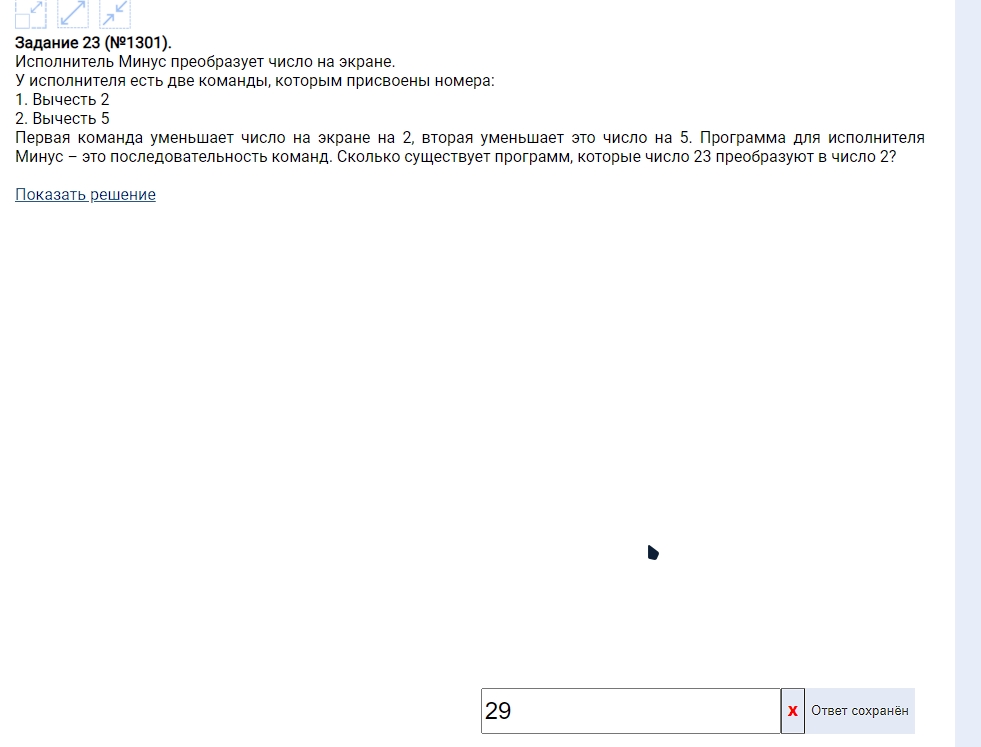 Задание 23 (№1301).
Исполнитель Минус преобразует число на экране.
У исполнителя есть две команды, которым присвоены номера:
1. Вычесть 2
2. Вычесть 5
Первая команда уменьшает число на экране на 2, вторая уменьшает это число на 5. Программа для исполнителя
Минус – это последовательность команд. Сколько существует программ, которые число 23 преобразуют в число 2?
Показать решение
29 x Ответ сохранён